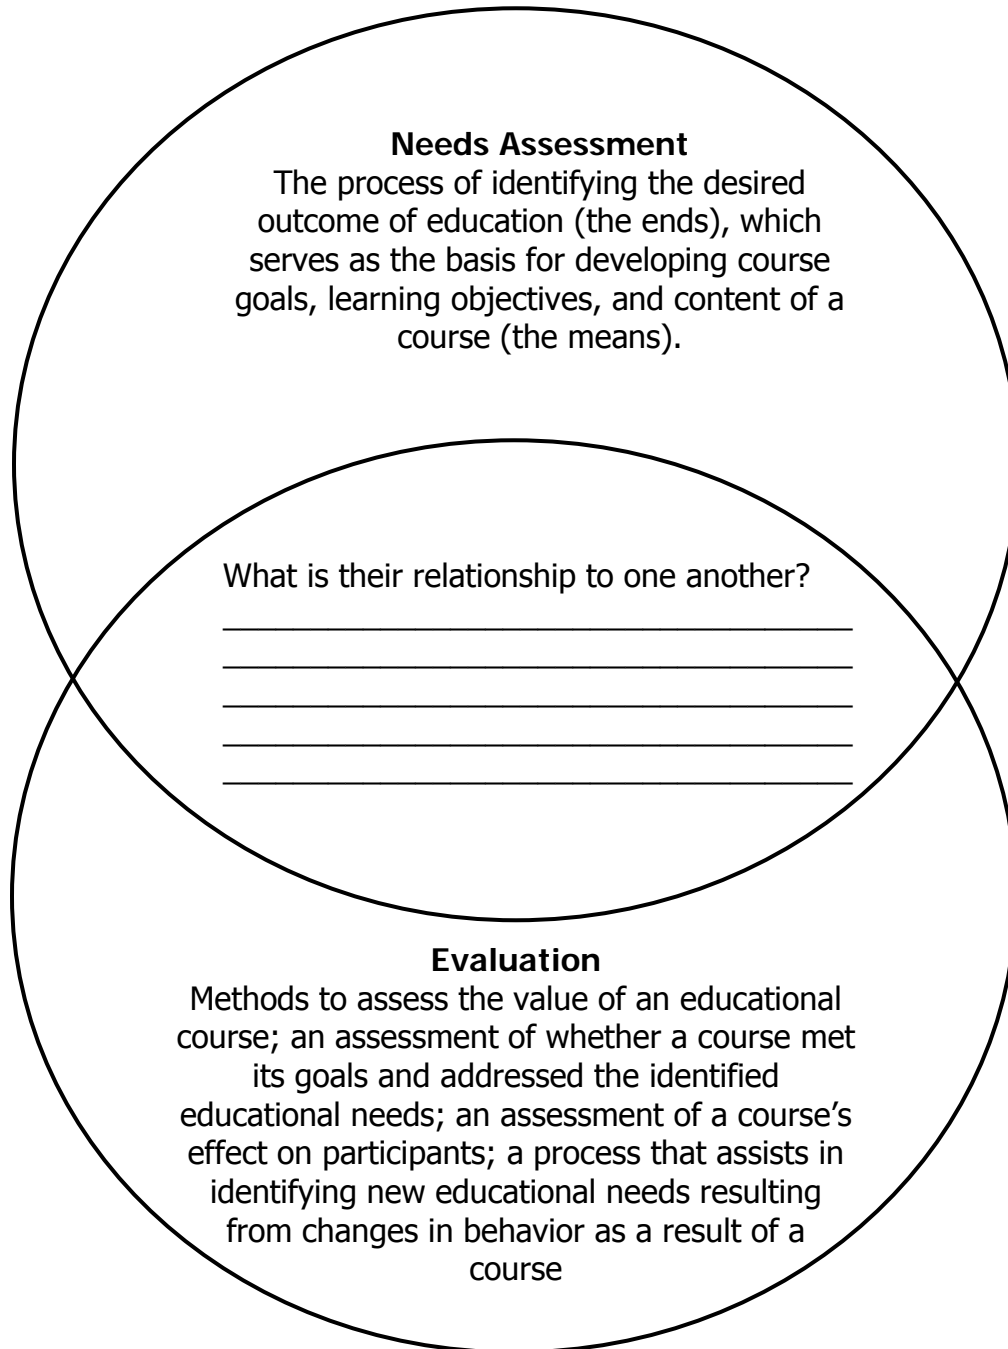 Needs Assessment
The process of identifying the desired
outcome of education (the ends), which
serves as the basis for developing course
goals, learning objectives, and content of a
course (the means).
What is their relationship to one another?
Evaluation
Methods to assess the value of an educational
course; an assessment of whether a course met
its goals and addressed the identified
educational needs; an assessment of a course’s
effect on participants; a process that assists in
identifying new educational needs resulting
from changes in behavior as a result of a
course